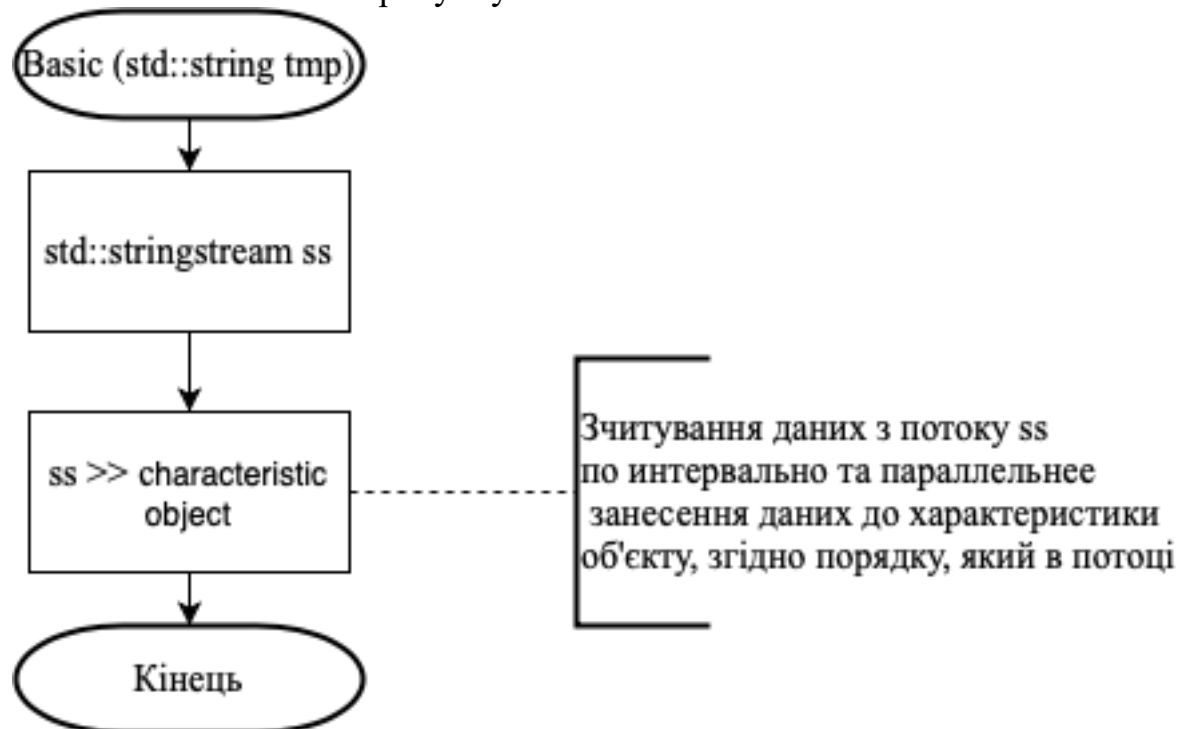 Basic (std::string tmp)
std::stringstream ss
ss >> characteristic
object
Зчитування даних з потоку ss
по интервально та параллельнее
занесення даних до характеристики
об'єкту, згідно порядку, який в потоці
Кінець